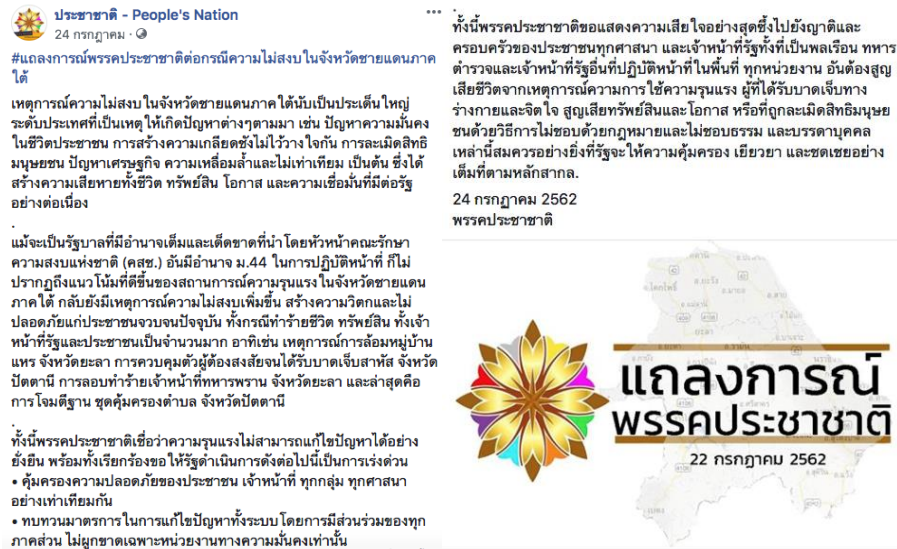 ประชาชาติ - People's Nation
24 กรกฎาคม ·
#แถลงการณ์พรรคประชาชาติต่อกรณีความไม่สงบในจังหวัดชายแดนภาค
ใต้
เหตุการณ์ความไม่สงบในจังหวัดชายแดนภาคใต้นับเป็นประเด็นใหญ่
ระดับประเทศที่เป็นเหตุให้เกิดปัญหาต่างๆตามมา เช่น ปัญหาความมั่นคง
ในชีวิตประชาชน การสร้างความเกลียดชังไม่ไว้วางใจกัน การละเมิดสิทธิ
มนุษยชน ปัญหาเศรษฐกิจ ความเหลื่อมล้ำและไม่เท่าเทียม เป็นต้น ซึ่งได้
สร้างความเสียหายทั้งชีวิต ทรัพย์สิน โอกาส และความเชื่อมั่นที่มีต่อรัฐ
อย่างต่อเนื่อง
.
แม้จะเป็นรัฐบาลที่มีอำนาจเต็มและเด็ดขาดที่นำโดยหัวหน้าคณะรักษา
ความสงบแห่งชาติ (คสช.) อันมีอำนาจ ม.44 ในการปฏิบัติหน้าที่ ก็ไม่
ปรากฏถึงแนวโน้มที่ดีขึ้นของสถานการณ์ความรุนแรงในจังหวัดชายแดน
ภาคใต้ กลับยังมีเหตุการณ์ความไม่สงบเพิ่มขึ้น สร้างความวิตกและไม่
ปลอดภัยแก่ประชาชนจวบจนปัจจุบัน ทั้งกรณีทำร้ายชีวิต ทรัพย์สิน ทั้งเจ้า
หน้าที่รัฐและประชาชนเป็นจำนวนมาก อาทิเช่น เหตุการณ์การล้อมหมู่บ้าน
แหร จังหวัดยะลา การควบคุมตัวผู้ต้องสงสัยจนได้รับบาดเจ็บสาหัส จังหวัด
ปัตตานี การลอบทำร้ายเจ้าหน้าที่ทหารพราน จังหวัดยะลา และล่าสุดคือ
การโจมตีฐาน ชุดคุ้มครองตำบล จังหวัดปัตตานี
.
ทั้งนี้พรรคประชาชาติเชื่อว่าความรุนแรงไม่สามารถแก้ไขปัญหาได้อย่าง
ยั่งยืน พร้อมทั้งเรียกร้องขอให้รัฐดำเนินการดังต่อไปนี้เป็นการเร่งด่วน
• คุ้มครองความปลอดภัยของประชาชน เจ้าหน้าที่ ทุกกลุ่ม ทุกศาสนา
อย่างเท่าเทียมกัน
• ทบทวนมาตรการในการแก้ไขปัญหาทั้งระบบโดยการมีส่วนร่วมของทุก
ภาคส่วน ไม่ผูกขาดเฉพาะหน่วยงานทางความมั่นคงเท่านั้น
.
ทั้งนี้พรรคประชาชาติขอแสดงความเสียใจอย่างสุดซึ้งไปยังญาติและ
ครอบครัวของประชาชนทุกศาสนา และเจ้าหน้าที่รัฐทั้งที่เป็นพลเรือน ทหาร
ตำรวจและเจ้าหน้าที่รัฐอื่นที่ปฏิบัติหน้าที่ในพื้นที่ ทุกหน่วยงาน อันต้องสูญ
เสียชีวิตจากเหตุการณ์ความการใช้ความรุนแรง ผู้ที่ได้รับบาดเจ็บทาง
ร่างกายและจิตใจ สูญเสียทรัพย์สินและโอกาส หรือที่ถูกละเมิดสิทธิมนุษย
ชนด้วยวิธีการไม่ชอบด้วยกฎหมายและไม่ชอบธรรม และบรรดาบุคคล
เหล่านี้สมควรอย่างยิ่งที่รัฐจะให้ความคุ้มครอง เยียวยา และชดเชยอย่าง
เต็มที่ตามหลักสากล.
24 กรกฎาคม 2562
พรรคประชาชาติ
แถลงการณ์
พรรคประชาชาติ
22 กรกฎาคม 2562